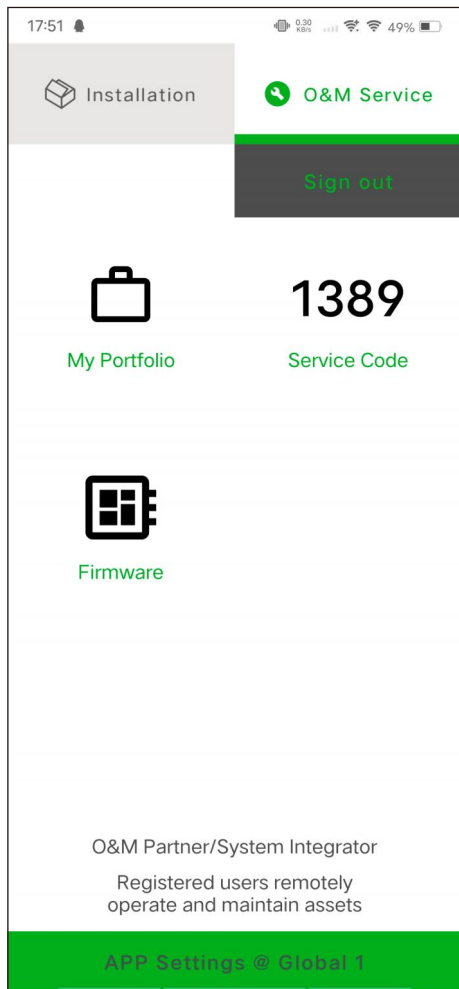 17:51
0.30
KB/s
49%
Installation
O&M Service
Sign out
1389
My Portfolio
Service Code
Firmware
O&M Partner/System Integrator
Registered users remotely
operate and maintain assets
APP Settings @ Global 1